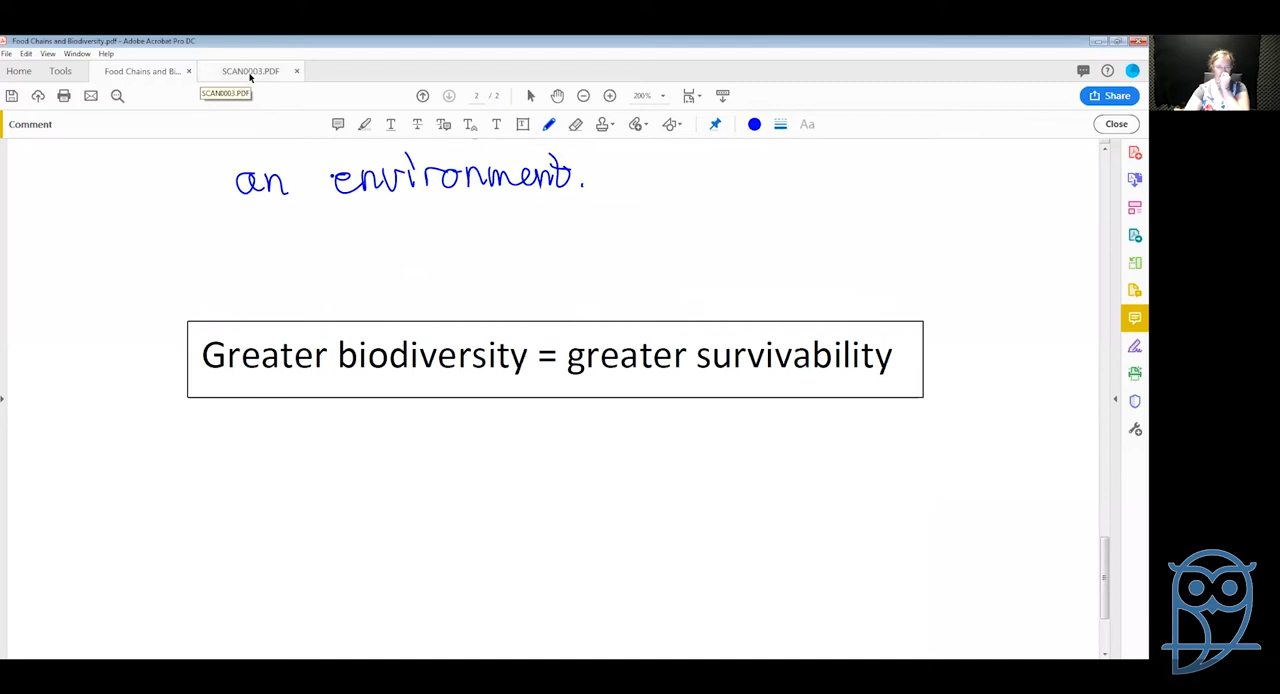 Food Chains and Biodiversity.pdf - Adobe Acrobat Pro DC
File Edit View Window Help
Home Tools Food Chains and Bi... × SCAN0003.PDF ×
SCAN0003.PDF
2 / 2 200% Share
Comment Aa Close
an environment.
Greater biodiversity = greater survivability